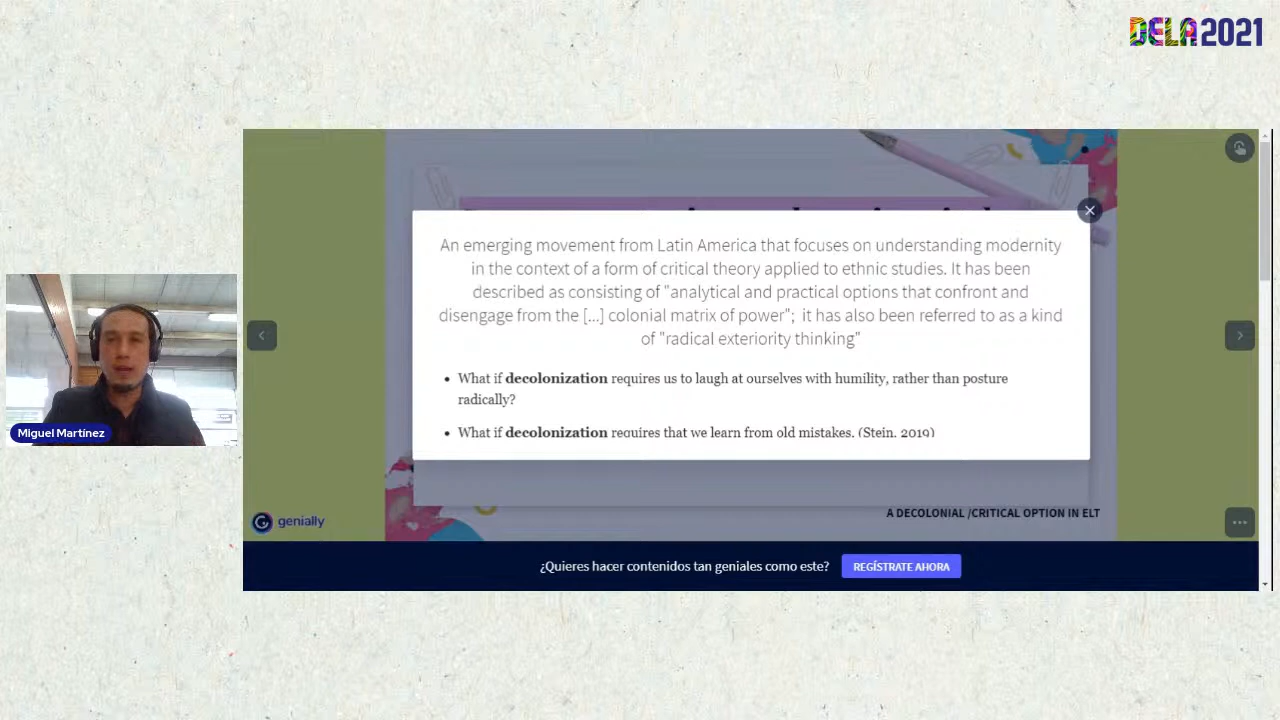 DELA 2021
An emerging movement from Latin America that focuses on understanding modernity
in the context of a form of critical theory applied to ethnic studies. It has been
described as consisting of "analytical and practical options that confront and
disengage from the [...] colonial matrix of power"; it has also been referred to as a kind
of "radical exteriority thinking"
• What if decolonization requires us to laugh at ourselves with humility, rather than posture
radically?
• What if decolonization requires that we learn from old mistakes. (Stein, 2019)
Miguel Martínez
genially
A DECOLONIAL /CRITICAL OPTION IN ELT
¿Quieres hacer contenidos tan geniales como este?
REGÍSTRATE AHORA